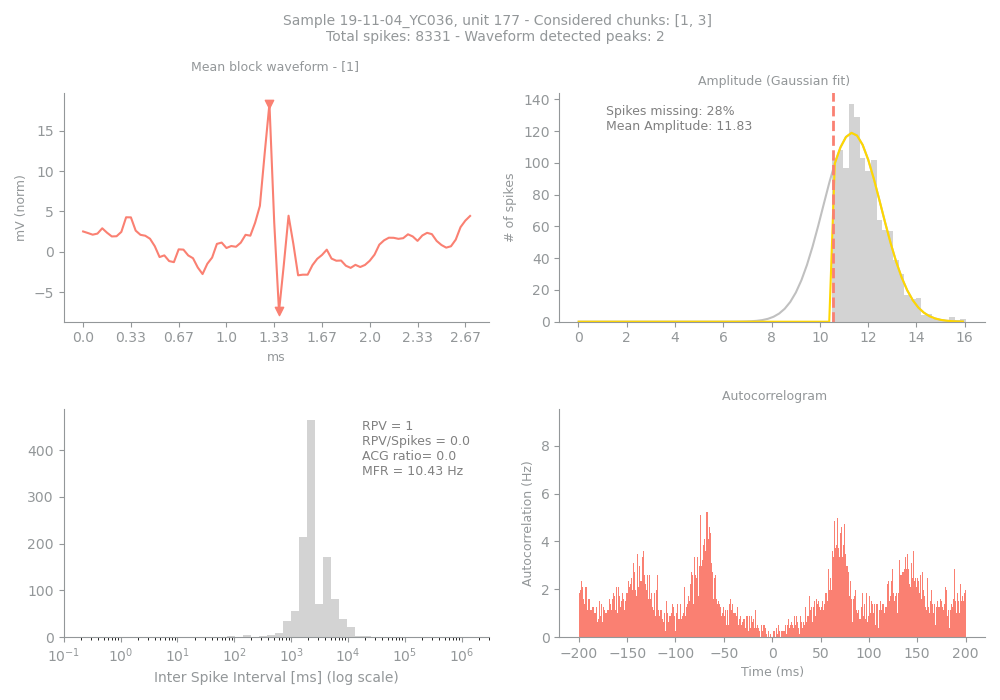 Sample 19-11-04_YC036, unit 177 - Considered chunks: [1, 3]
Total spikes: 8331 - Waveform detected peaks: 2
Mean block waveform - [1]
mV (norm)
15
10
5
0
−5
0.0 0.33 0.67 1.0 1.33 1.67 2.0 2.33 2.67
ms
Amplitude (Gaussian fit)
Spikes missing: 28%
Mean Amplitude: 11.83
# of spikes
140
120
100
80
60
40
20
0
0 2 4 6 8 10 12 14 16
RPV = 1
RPV/Spikes = 0.0
ACG ratio= 0.0
MFR = 10.43 Hz
400
300
200
100
0
10⁻¹ 10⁰ 10¹ 10² 10³ 10⁴ 10⁵ 10⁶
Inter Spike Interval [ms] (log scale)
Autocorrelogram
Autocorrelation (Hz)
8
6
4
2
0
−200 −150 −100 −50 0 50 100 150 200
Time (ms)